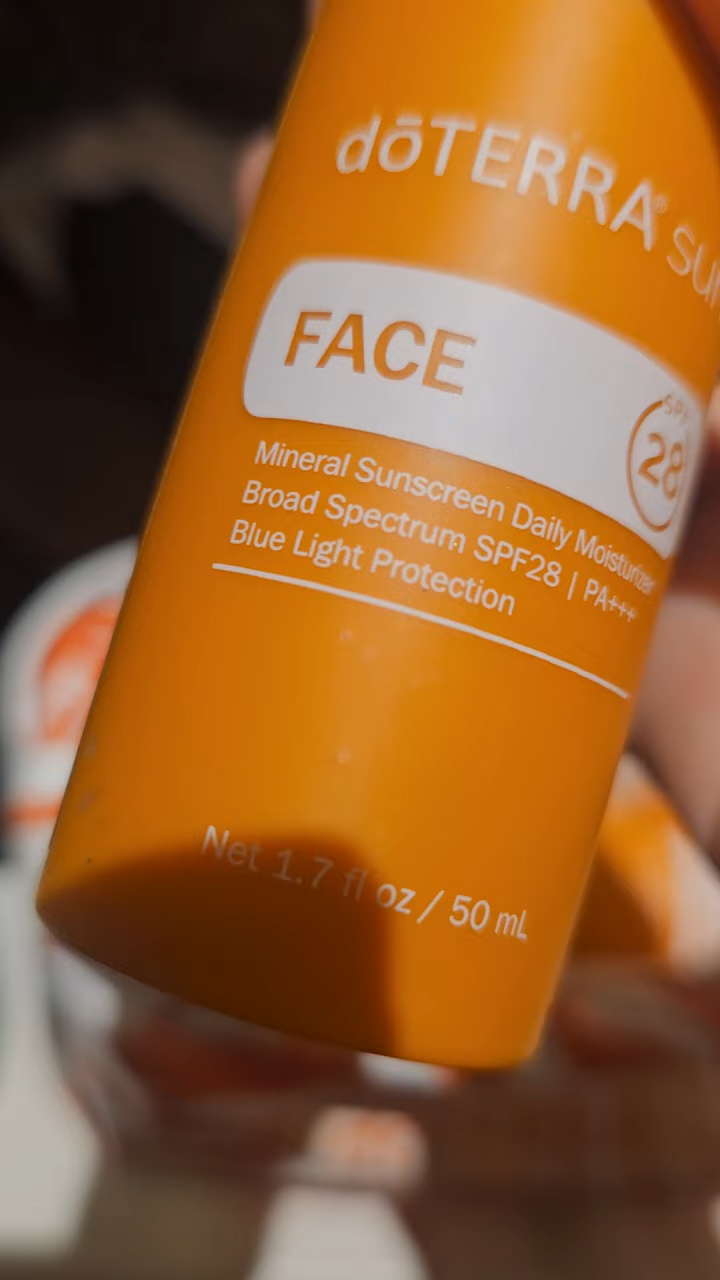 dōTERRA® sun
FACE
SPF
28
Mineral Sunscreen Daily Moisturizer
Broad Spectrum SPF28 | PA+++
Blue Light Protection
Net 1.7 fl oz / 50 mL